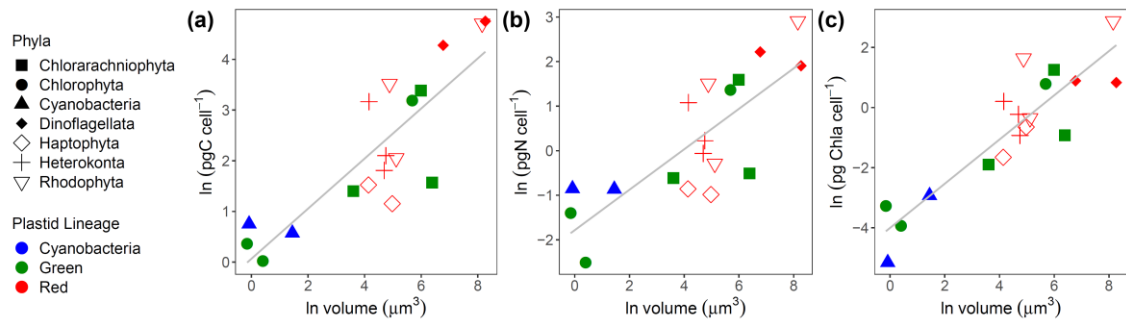 Phyla
Chlorarachniophyta
Chlorophyta
Cyanobacteria
Dinoflagellata
Haptophyta
Heterokonta
Rhodophyta
Plastid Lineage
Cyanobacteria
Green
Red
(a)
ln (pgC cell⁻¹)
4
3
2
1
0
0 2 4 6 8
ln volume (μm³)
(b)
ln (pgN cell⁻¹)
3
2
1
0
−1
−2
0 2 4 6 8
ln volume (μm³)
(c)
ln (pg Chla cell⁻¹)
2
0
−2
−4
0 2 4 6 8
ln volume (μm³)